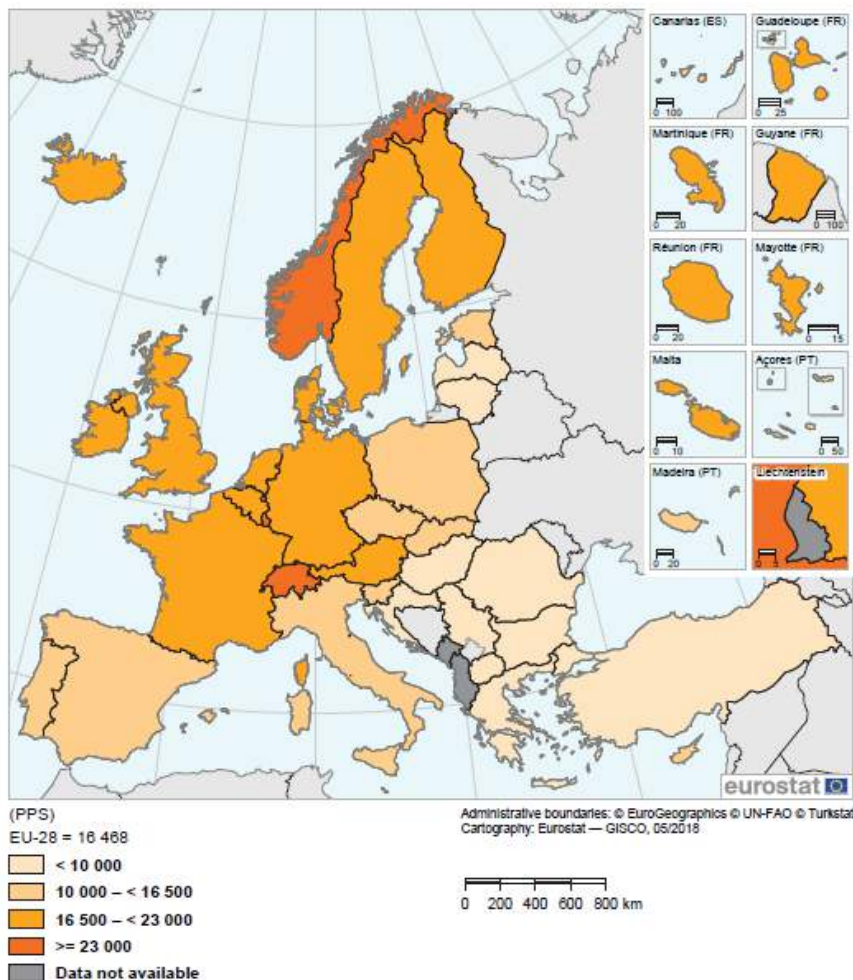 Canarias (ES)
0 100
Guadeloupe (FR)
0 25
Martinique (FR)
0 20
Guyane (FR)
0 100
Réunion (FR)
0 20
Mayotte (FR)
0 15
Malta
0 10
Açores (PT)
0 50
Madeira (PT)
0 20
Liechtenstein
0 5
eurostat
(PPS)
EU-28 = 16 468
< 10 000
10 000 – < 16 500
16 500 – < 23 000
>= 23 000
Data not available
Administrative boundaries: © EuroGeographics © UN-FAO © Turkstat
Cartography: Eurostat — GISCO, 05/2018
0 200 400 600 800 km